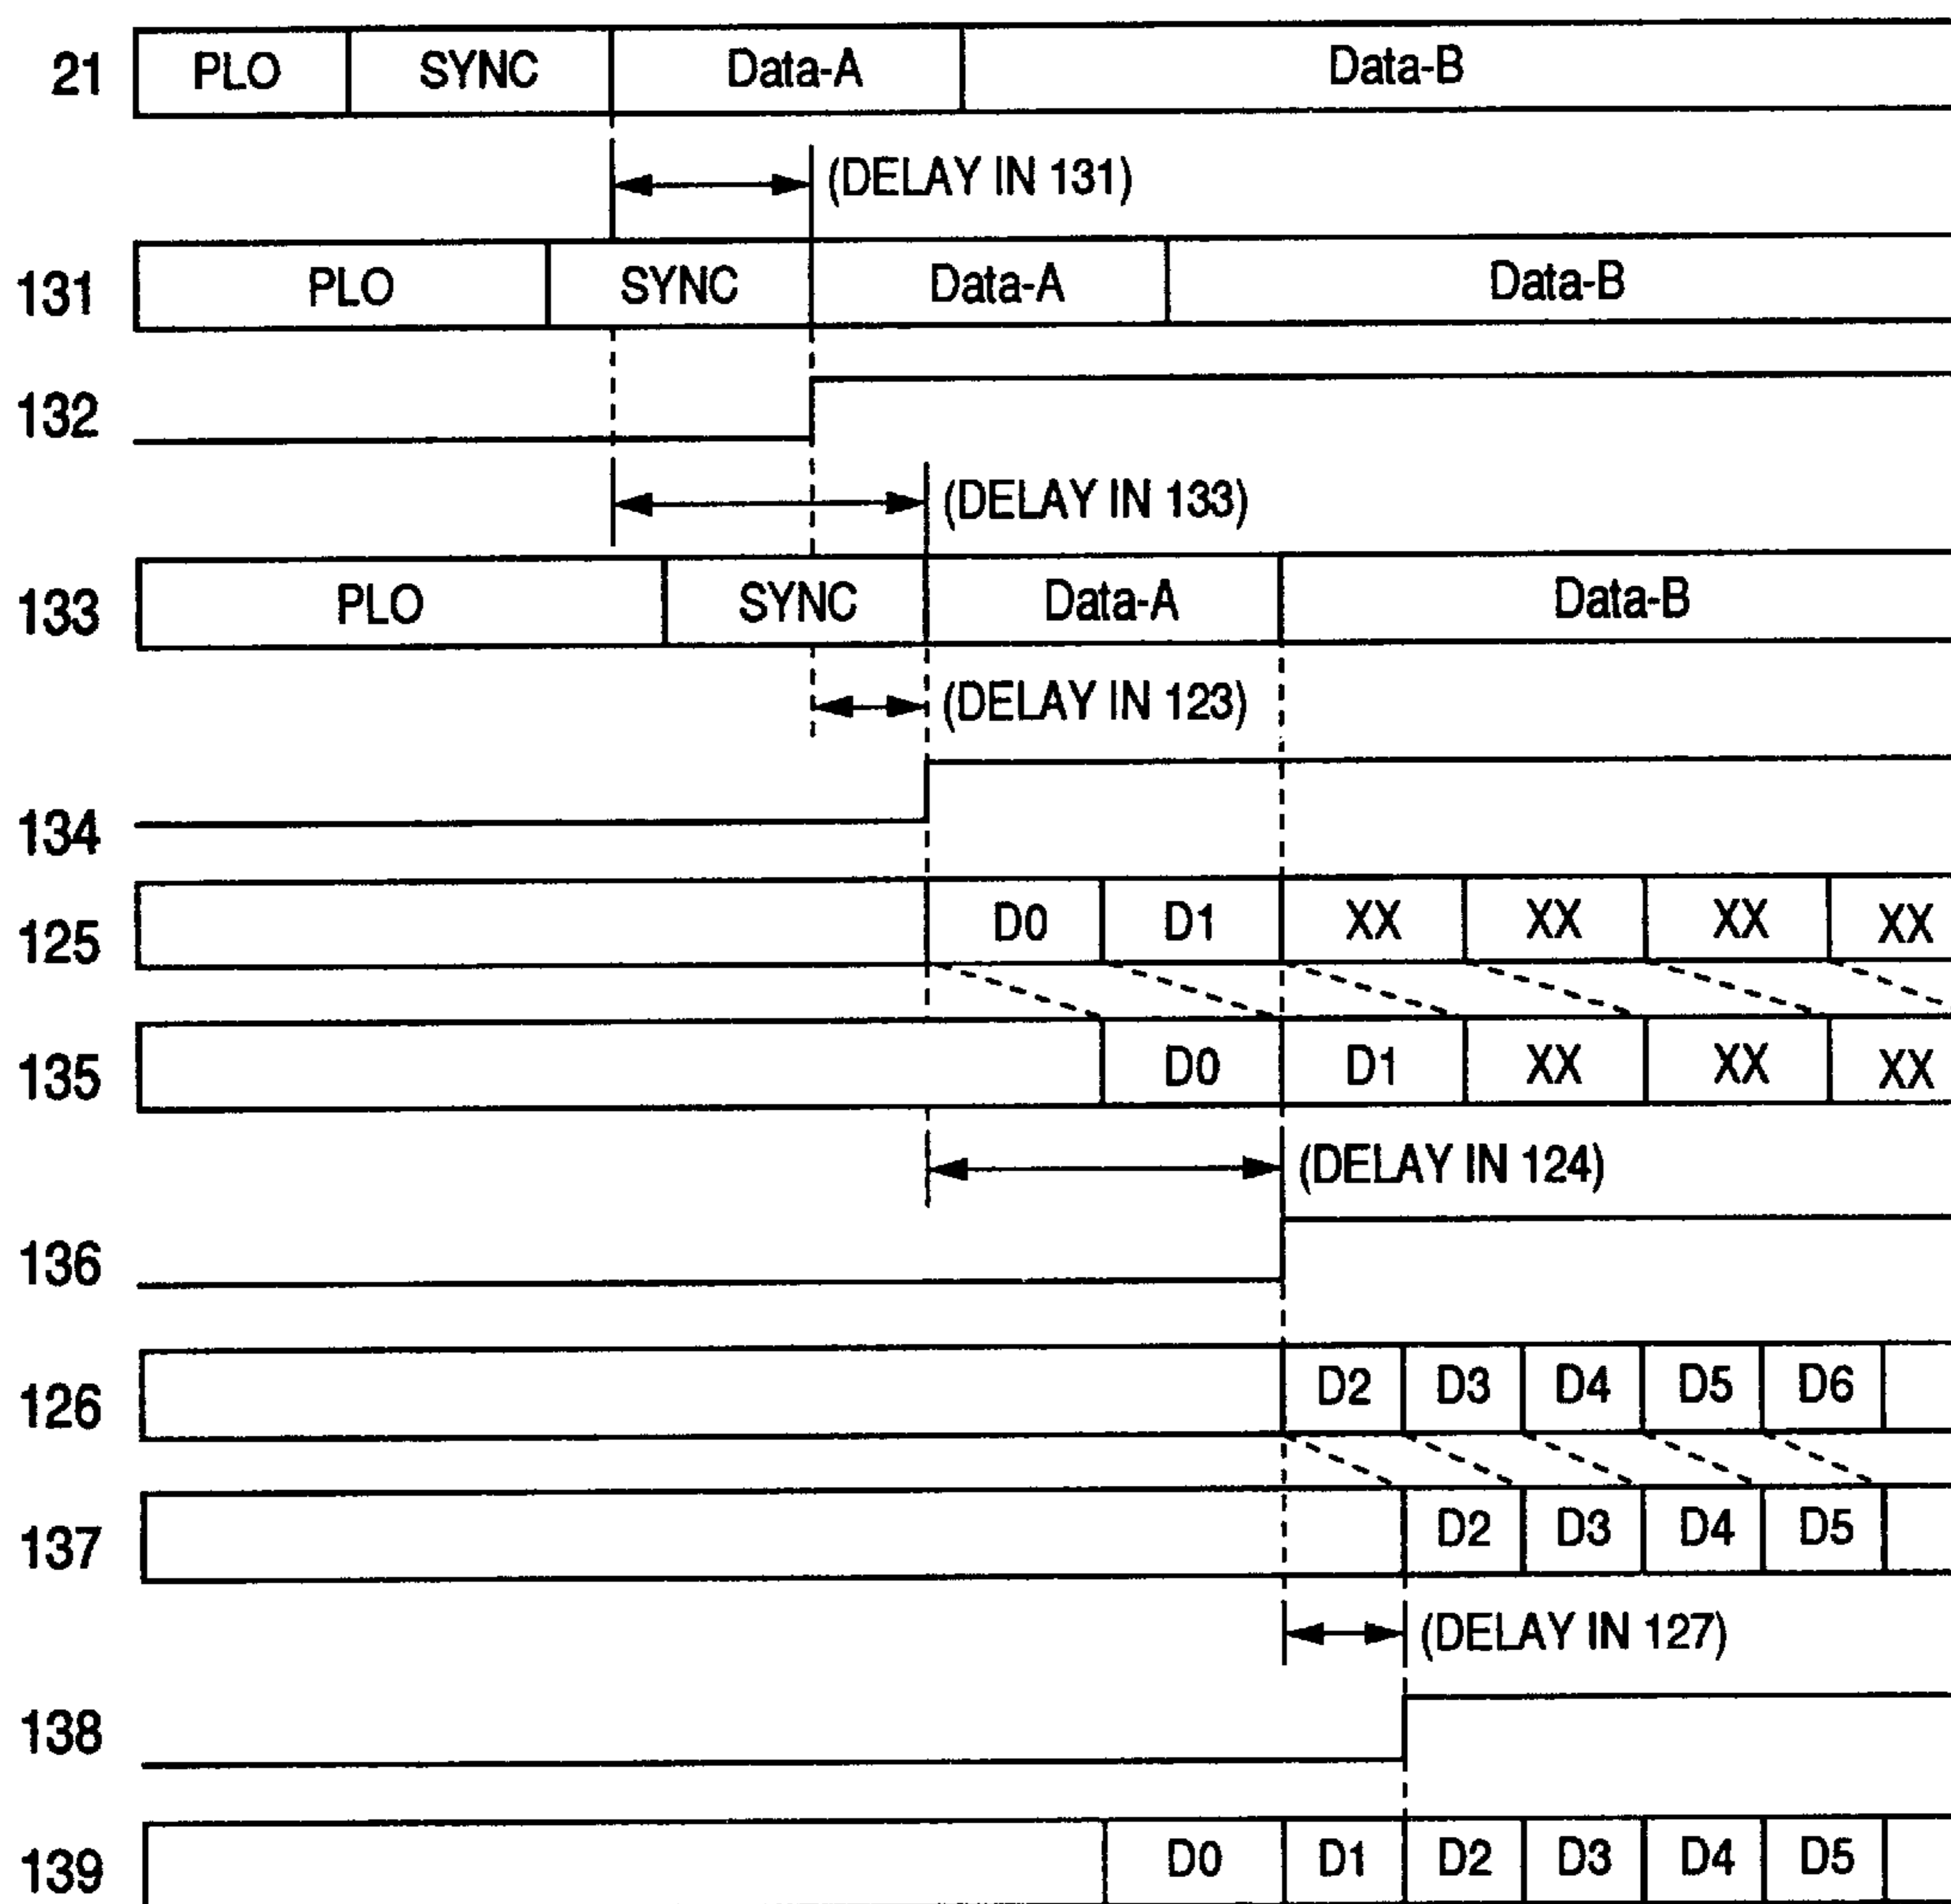 21 PLO SYNC Data-A Data-B
(DELAY IN 131)
131 PLO SYNC Data-A Data-B
132
(DELAY IN 133)
133 PLO SYNC Data-A Data-B
(DELAY IN 123)
134
125 D0 D1 XX XX XX XX
135 D0 D1 XX XX XX
(DELAY IN 124)
136
126 D2 D3 D4 D5 D6
137 D2 D3 D4 D5
(DELAY IN 127)
138
139 D0 D1 D2 D3 D4 D5